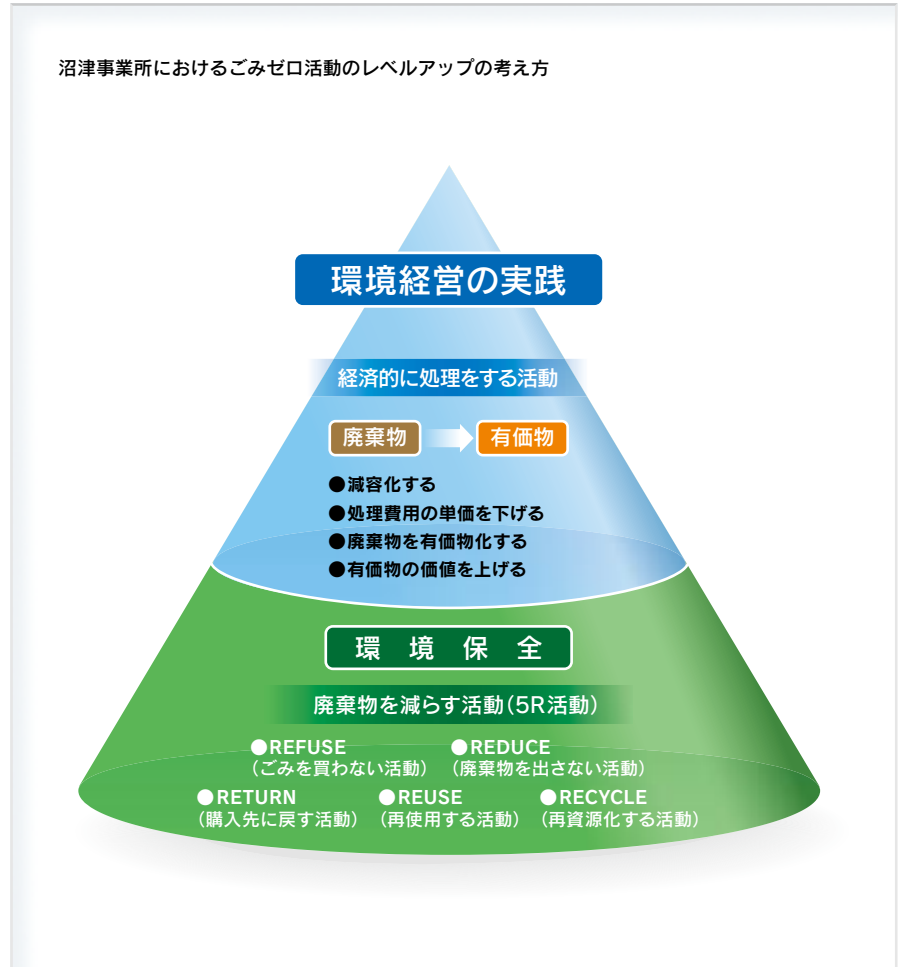 沼津事業所におけるごみゼロ活動のレベルアップの考え方
環境経営の実践
経済的に処理をする活動
廃棄物 有価物
●減容化する
●処理費用の単価を下げる
●廃棄物を有価物化する
●有価物の価値を上げる
環境保全
廃棄物を減らす活動(5R活動)
●REFUSE ●REDUCE
(ごみを買わない活動) (廃棄物を出さない活動)
●RETURN ●REUSE ●RECYCLE
(購入先に戻す活動) (再使用する活動) (再資源化する活動)